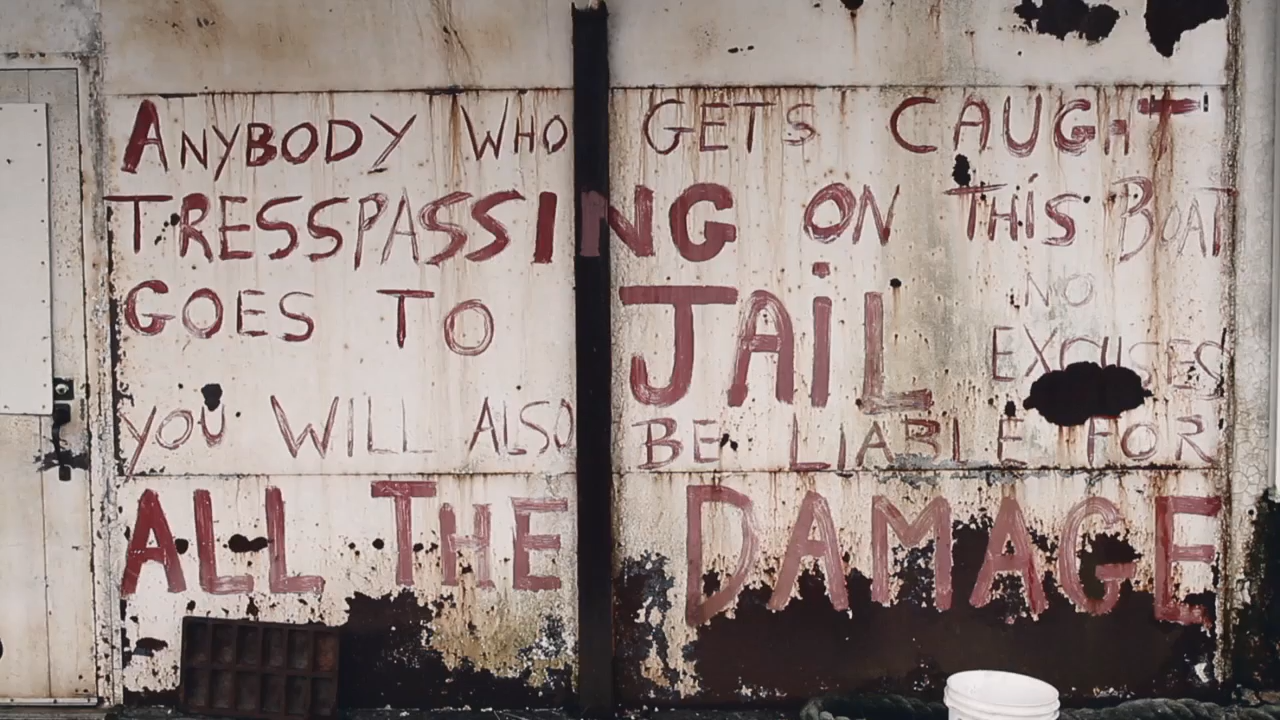 ANYBODY WHO GETS CAUGHT
TRESSPASSING ON THIS BOAT
GOES TO JAIL NO EXCUSES
YOU WILL ALSO BE LIABLE FOR
ALL THE DAMAGE